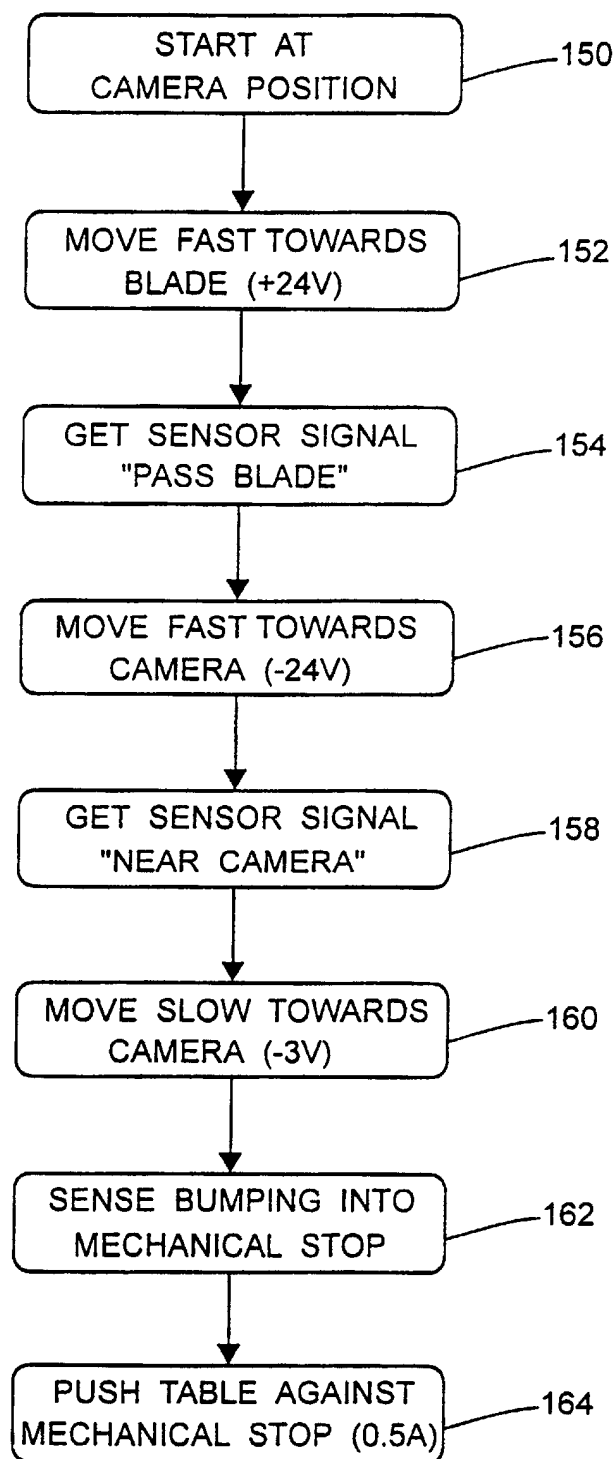 START AT
CAMERA POSITION
150
MOVE FAST TOWARDS
BLADE (+24V)
152
GET SENSOR SIGNAL
"PASS BLADE"
154
MOVE FAST TOWARDS
CAMERA (-24V)
156
GET SENSOR SIGNAL
"NEAR CAMERA"
158
MOVE SLOW TOWARDS
CAMERA (-3V)
160
SENSE BUMPING INTO
MECHANICAL STOP
162
PUSH TABLE AGAINST
MECHANICAL STOP (0.5A)
164